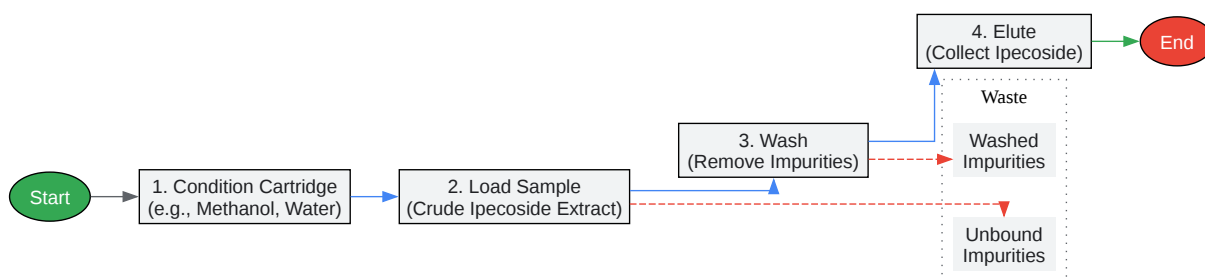 Start
1. Condition Cartridge
(e.g., Methanol, Water)
2. Load Sample
(Crude Ipecoside Extract)
3. Wash
(Remove Impurities)
4. Elute
(Collect Ipecoside)
End
Waste
Washed
Impurities
Unbound
Impurities